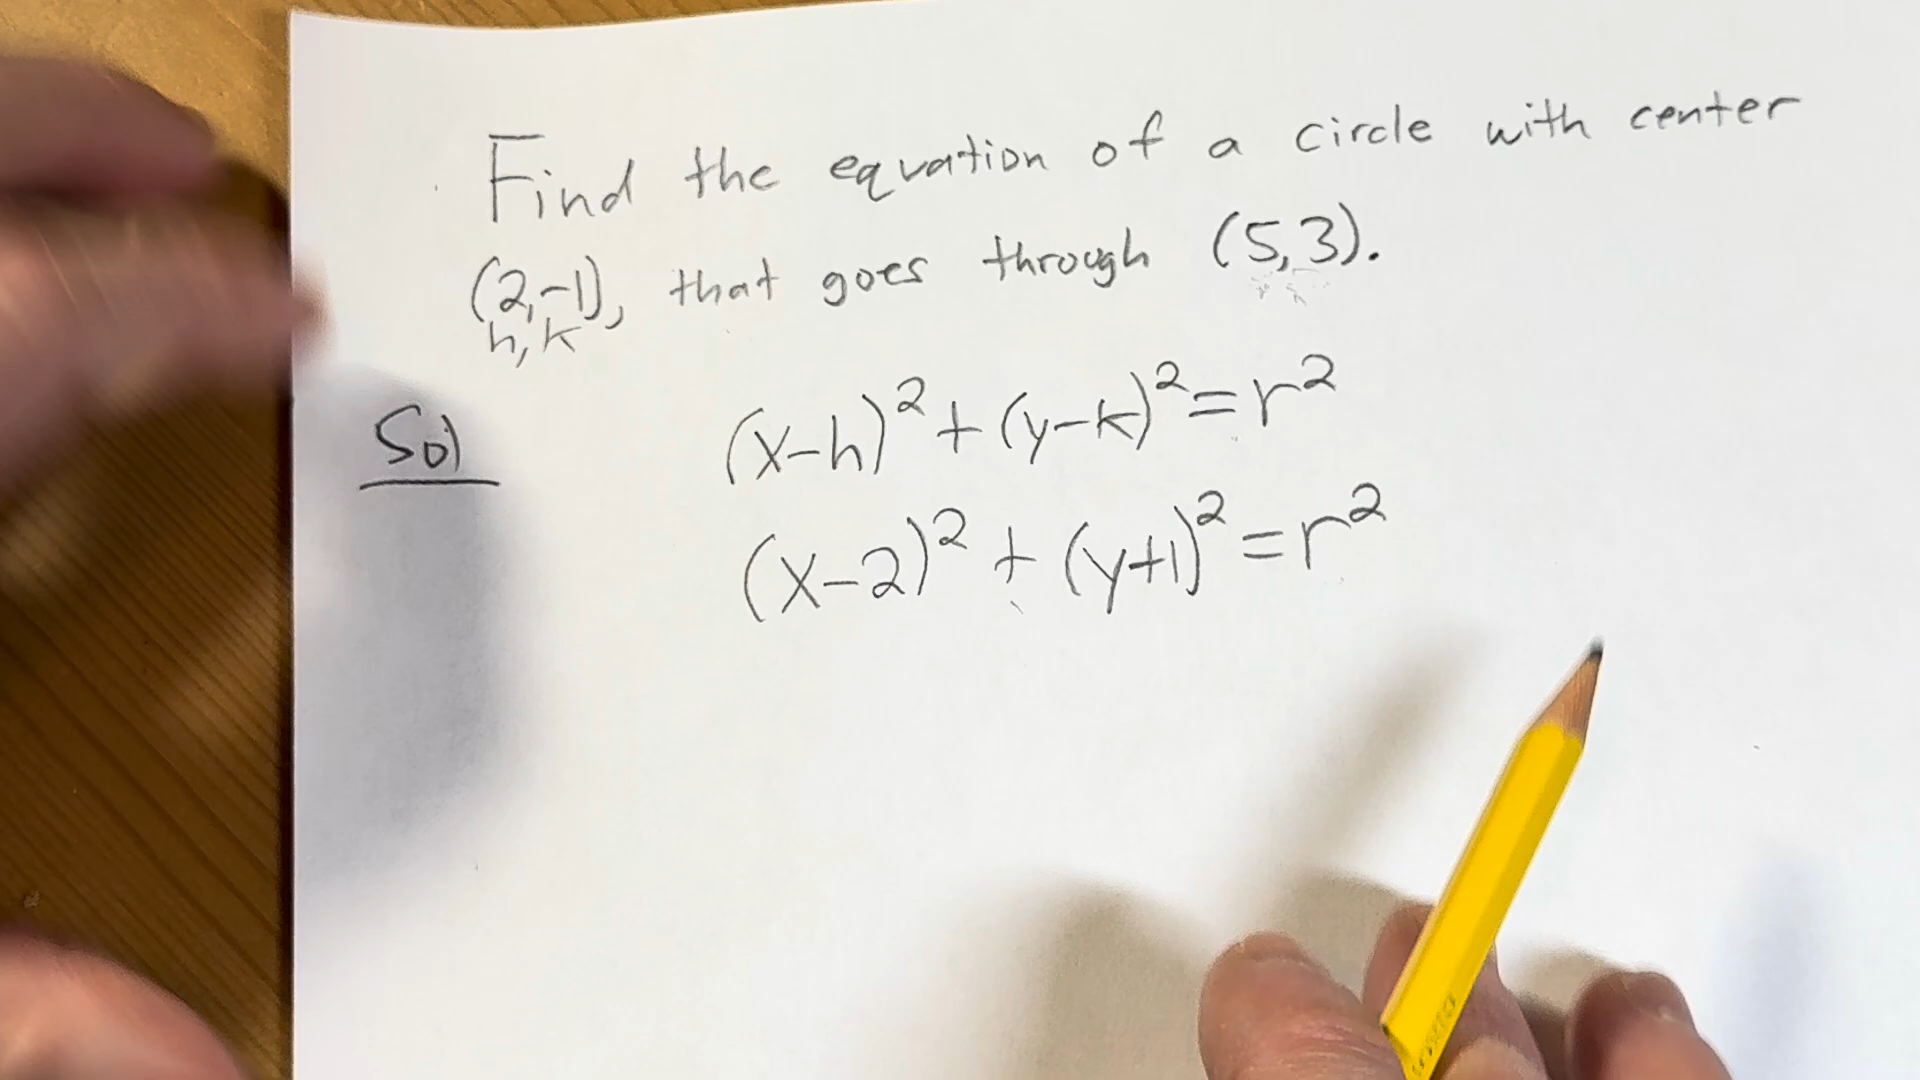 Find the equation of a circle with center
(2,-1), that goes through (5,3).
h, k
Sol
(x-h)²+(y-k)²=r²
(x-2)²+(y+1)²=r²